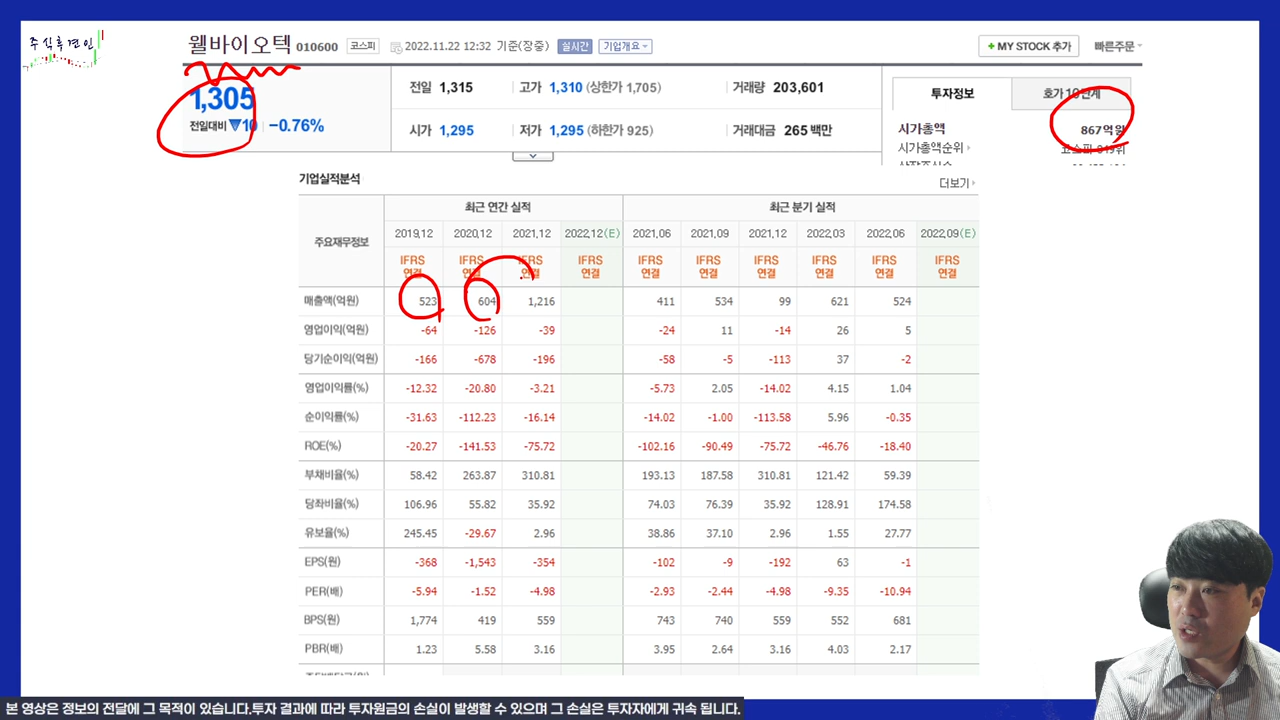 주식후견인
웰바이오텍 010600 코스피 2022.11.22 12:32 기준(장중) 실시간 기업개요
+ MY STOCK 추가 빠른주문
1,305
전일대비 ▼10 -0.76%
전일 1,315 고가 1,310 (상한가 1,705) 거래량 203,601
시가 1,295 저가 1,295 (하한가 925) 거래대금 265 백만
투자정보 호가 10단계
시가총액 867억원
시가총액순위 코스피 619위
기업실적분석
더보기
주요재무정보 최근 연간 실적 최근 분기 실적
2019.12 2020.12 2021.12 2022.12(E) 2021.06 2021.09 2021.12 2022.03 2022.06 2022.09(E)
IFRS IFRS IFRS IFRS IFRS IFRS IFRS IFRS IFRS IFRS
연결 연결 연결 연결 연결 연결 연결 연결 연결 연결
매출액(억원) 523 604 1,216 411 534 99 621 524
영업이익(억원) -64 -126 -39 -24 11 -14 26 5
당기순이익(억원) -166 -678 -196 -58 -5 -113 37 -2
영업이익률(%) -12.32 -20.80 -3.21 -5.73 2.05 -14.02 4.15 1.04
순이익률(%) -31.63 -112.23 -16.14 -14.02 -1.00 -113.58 5.96 -0.35
ROE(%) -20.27 -141.53 -75.72 -102.16 -90.49 -75.72 -46.76 -18.40
부채비율(%) 58.42 263.87 310.81 193.13 187.58 310.81 121.42 59.39
당좌비율(%) 106.96 55.82 35.92 74.03 76.39 35.92 128.91 174.58
유보율(%) 245.45 -29.67 2.96 38.86 37.10 2.96 1.55 27.77
EPS(원) -368 -1,543 -354 -102 -9 -192 63 -1
PER(배) -5.94 -1.52 -4.98 -2.93 -2.44 -4.98 -9.35 -10.94
BPS(원) 1,774 419 559 743 740 559 552 681
PBR(배) 1.23 5.58 3.16 3.95 2.64 3.16 4.03 2.17
본 영상은 정보의 전달에 그 목적이 있습니다.투자 결과에 따라 투자원금의 손실이 발생할 수 있으며 그 손실은 투자자에게 귀속 됩니다.